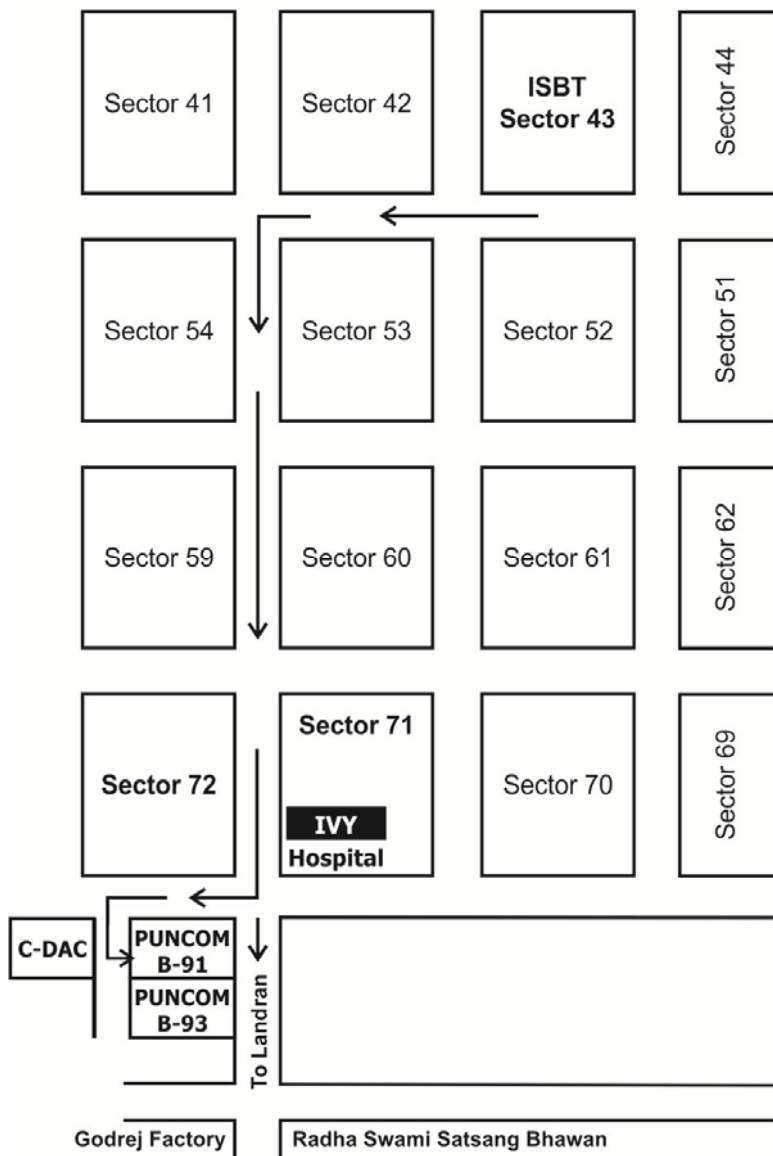 Sector 41
Sector 42
ISBT
Sector 43
Sector 44
Sector 54
Sector 53
Sector 52
Sector 51
Sector 59
Sector 60
Sector 61
Sector 62
Sector 72
Sector 71
IVY
Hospital
Sector 70
Sector 69
C-DAC
PUNCOM
B-91
PUNCOM
B-93
To Landran
Godrej Factory
Radha Swami Satsang Bhawan